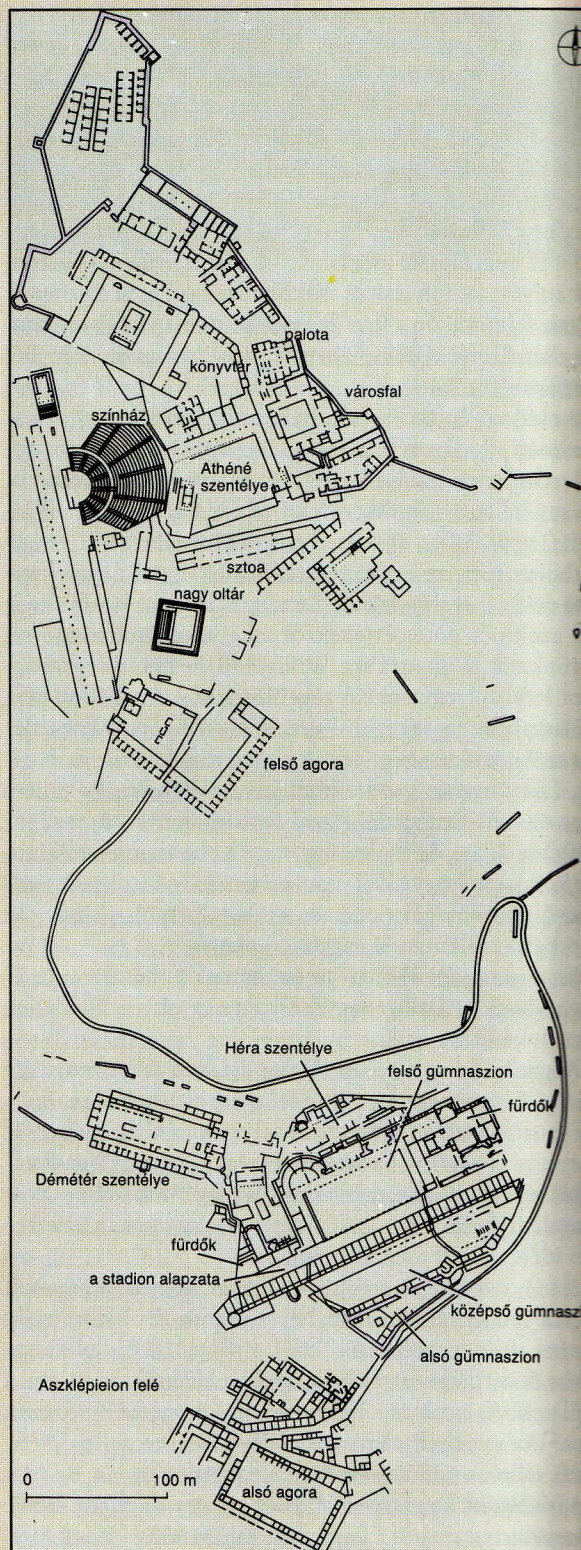 palota
könyvtár
városfal
színház
Athéné
szentélye
sztoa
nagy oltár
felső agora
Héra szentélye
felső gümnaszion
fürdők
Démétér szentélye
fürdők
a stadion alapzata
középső gümnaszi
alsó gümnaszion
Aszklépieion felé
0
100 m
alsó agora